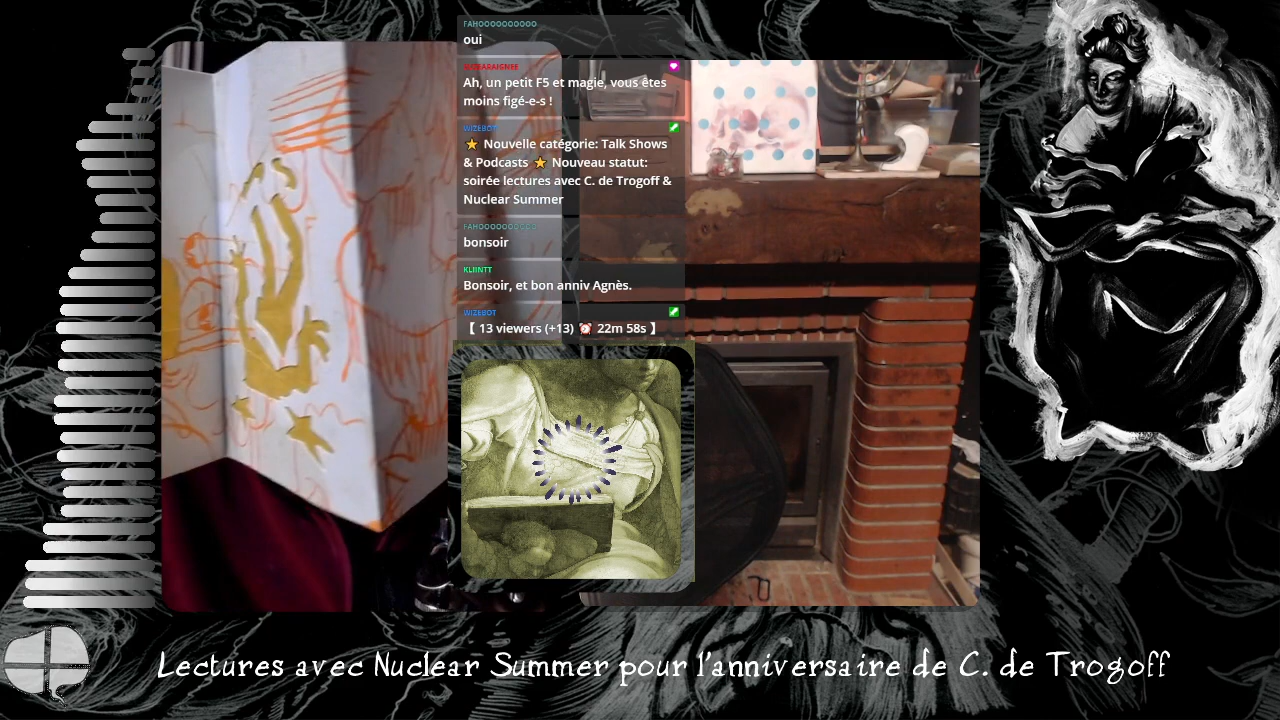 FAHOOOOOOOOOO
oui
Ah, un petit F5 et magie, vous êtes
moins figé-e-s !
WIZEBOT
⭐ Nouvelle catégorie: Talk Shows
& Podcasts ⭐ Nouveau statut:
soirée lectures avec C. de Trogoff &
Nuclear Summer
FAHOOOOOOOOOO
bonsoir
KLIINTT
Bonsoir, et bon anniv Agnès.
WIZEBOT
【 13 viewers (+13) ⏰ 22m 58s 】
Lectures avec Nuclear Summer pour l'anniversaire de C. de Trogoff